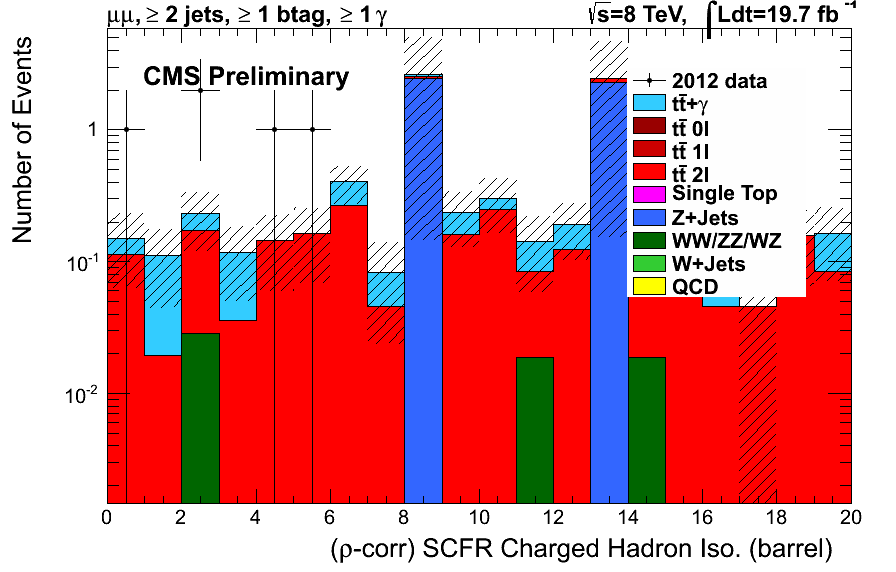 μμ, ≥ 2 jets, ≥ 1 btag, ≥ 1 γ
√s=8 TeV, ∫Ldt=19.7 fb⁻¹
CMS Preliminary
2012 data
tt̄+γ
tt̄ 0l
tt̄ 1l
tt̄ 2l
Single Top
Z+Jets
WW/ZZ/WZ
W+Jets
QCD
Number of Events
1
10⁻¹
10⁻²
0 2 4 6 8 10 12 14 16 18 20
(ρ-corr) SCFR Charged Hadron Iso. (barrel)